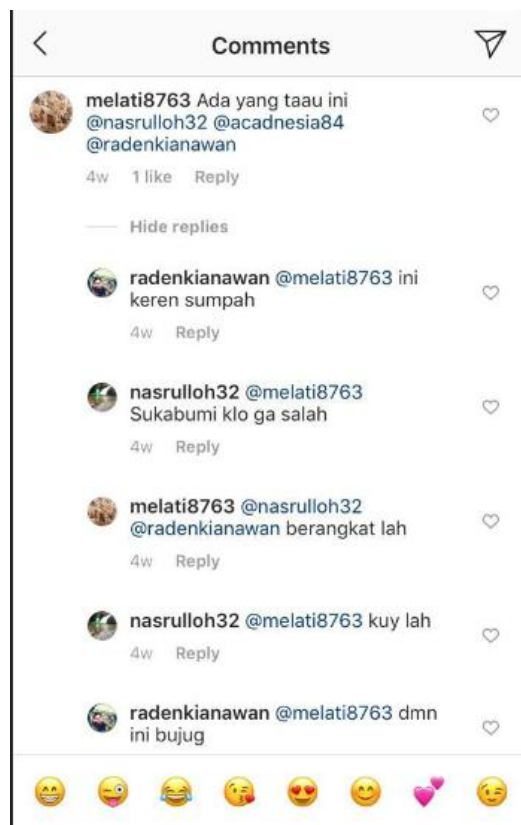 Comments
melati8763 Ada yang taau ini
@nasrulloh32 @acadnesia84
@radenkianawan
4w 1 like Reply
Hide replies
radenkianawan @melati8763 ini
keren sumpah
4w Reply
nasrulloh32 @melati8763
Sukabumi klo ga salah
4w Reply
melati8763 @nasrulloh32
@radenkianawan berangkat lah
4w Reply
nasrulloh32 @melati8763 kuy lah
4w Reply
radenkianawan @melati8763 dmn
ini bujug